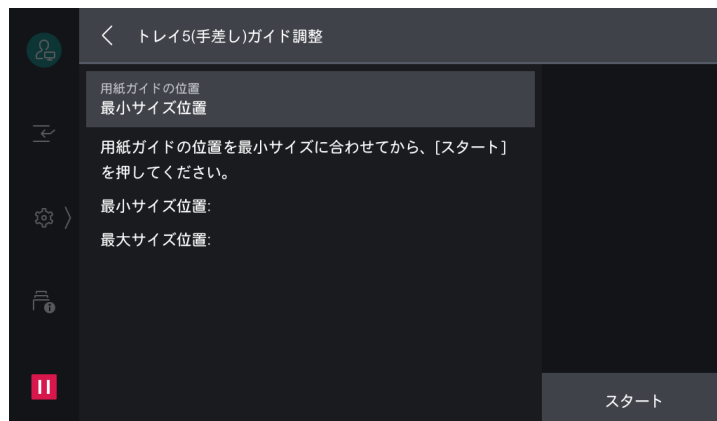 トレイ5(手差し)ガイド調整
用紙ガイドの位置
最小サイズ位置
用紙ガイドの位置を最小サイズに合わせてから、[スタート]
を押してください。
最小サイズ位置:
最大サイズ位置:
スタート